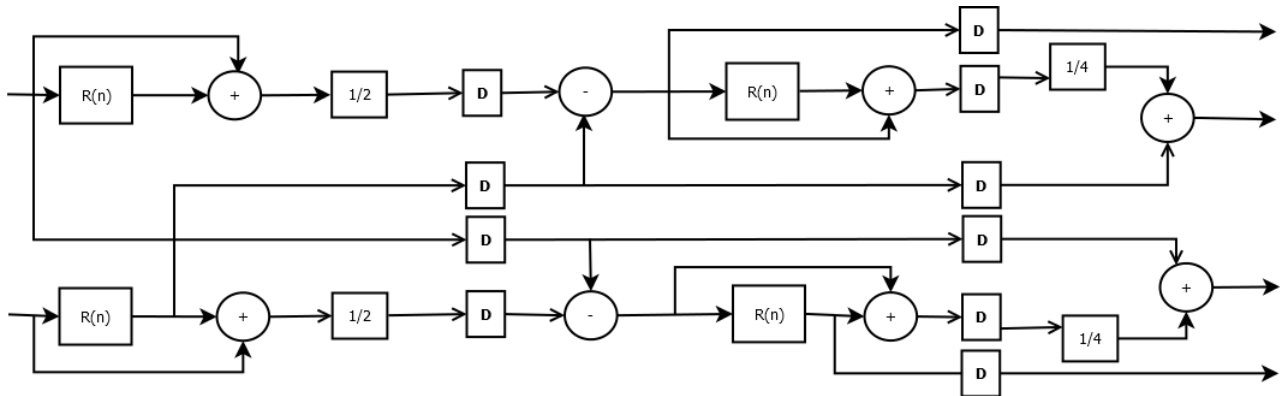 D
R(n) + 1/2 D - R(n) + D 1/4
+
D D
D D
R(n) + 1/2 D - R(n) + D 1/4 +
D